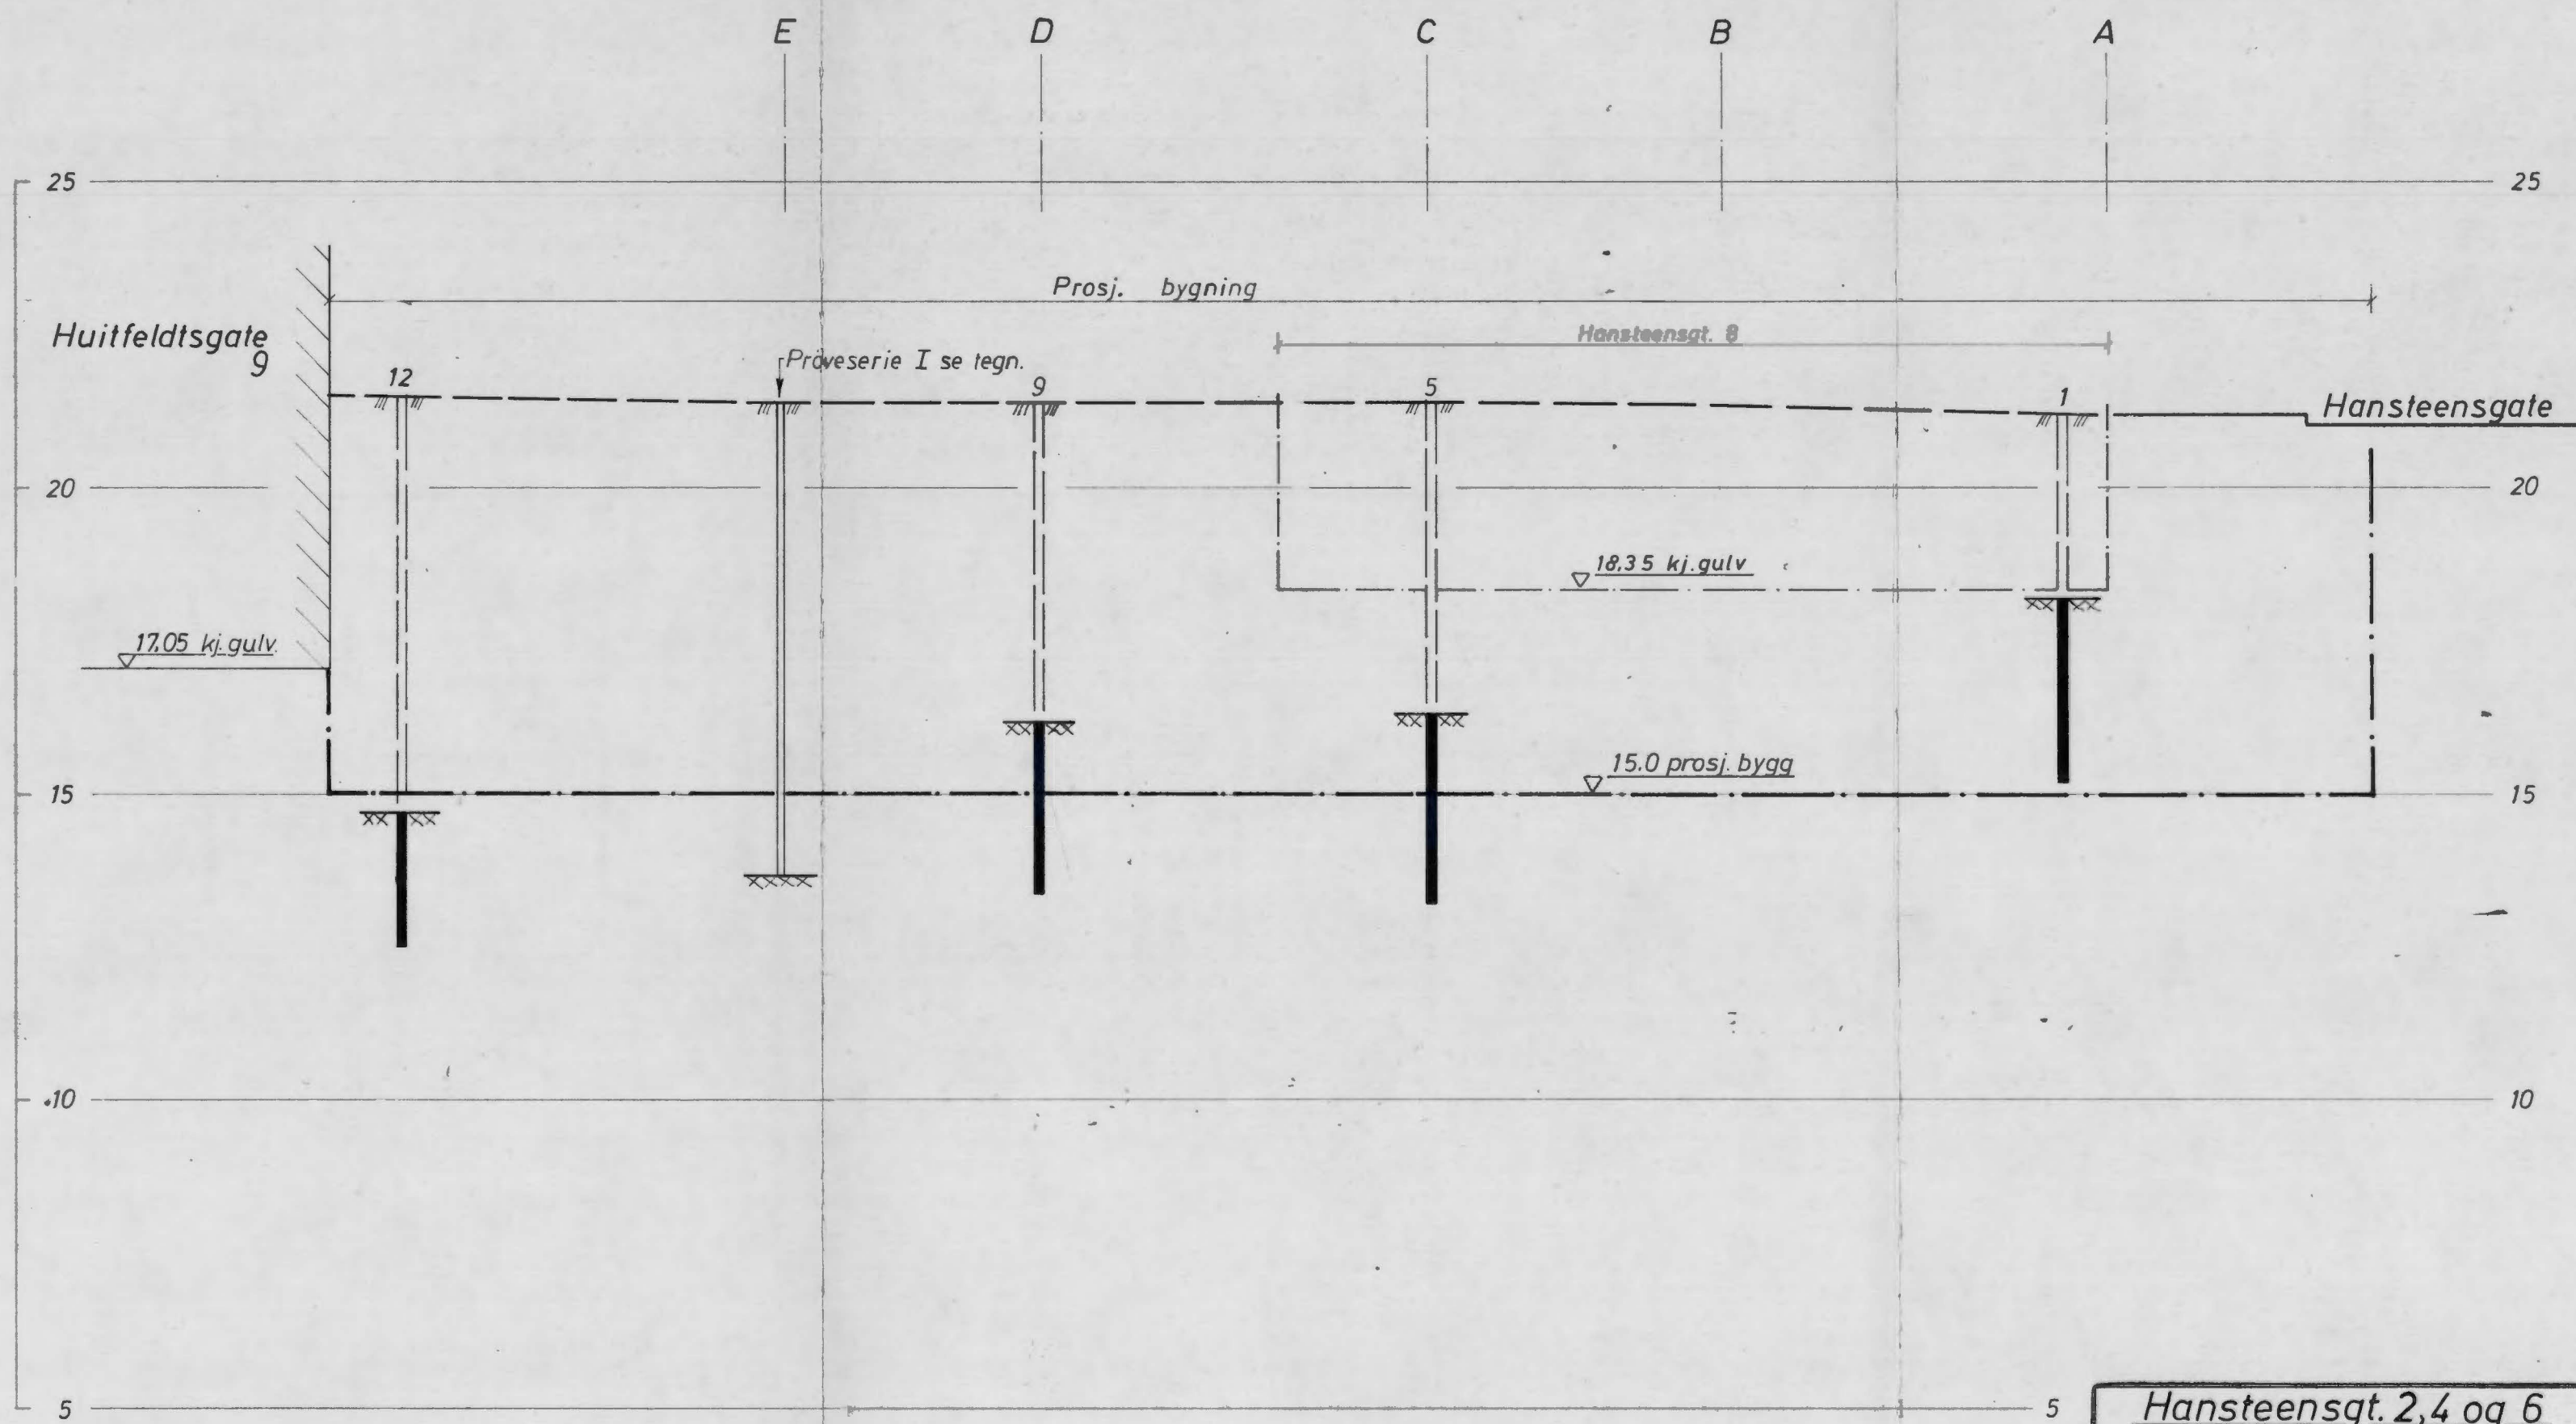 E D C B A
25 25
Prosj. bygning
Huitfeldtsgate
9
Hansteensgt. 8
Pröveserie I se tegn.
12 9 5 1
Hansteensgate
20 20
18,35 kj.gulv
17.05 kj.gulv.
15.0 prosj. bygg
15 15
10 10
5 5
Hansteensgt. 2,4 og 6